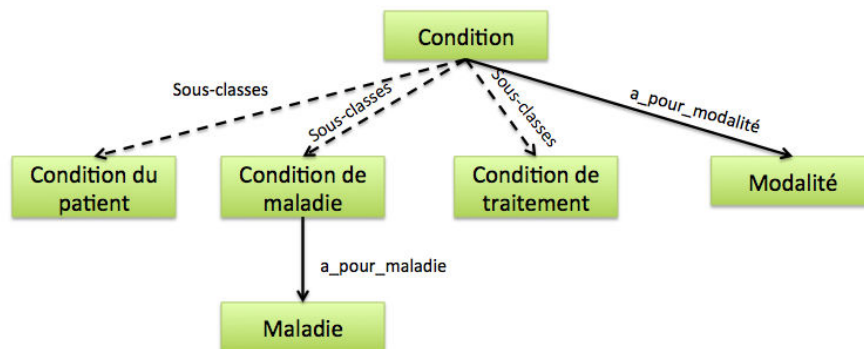 Condition
Sous-classes
Sous-classes
Sous-classes
a_pour_modalité
Condition du
patient
Condition de
maladie
Condition de
traitement
Modalité
a_pour_maladie
Maladie